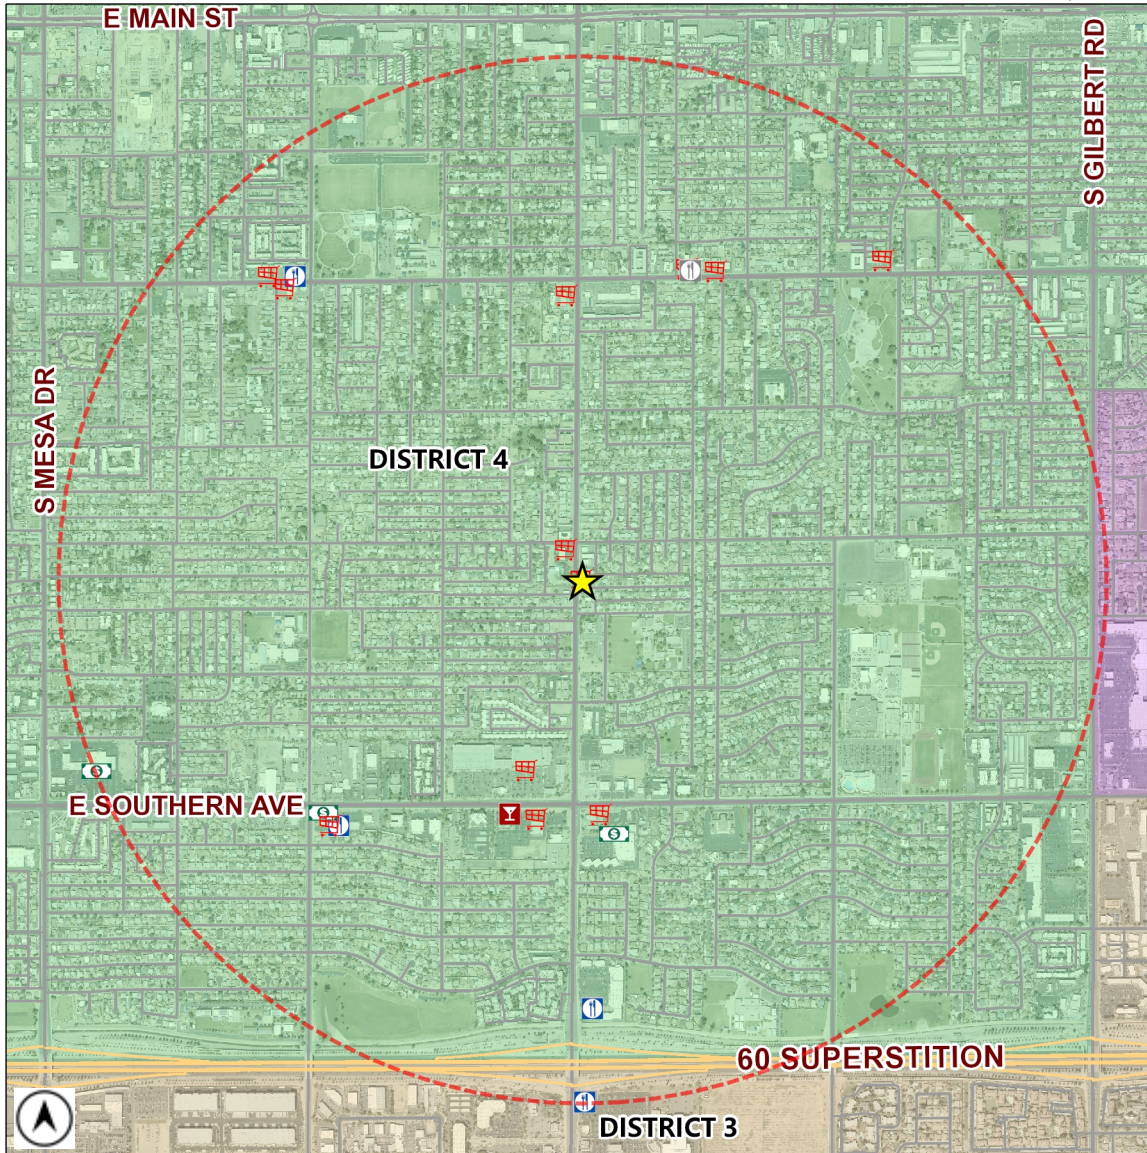 E MAIN ST
S GILBERT RD
S MESA DR
DISTRICT 4
E SOUTHERN AVE
60 SUPERSTITION
DISTRICT 3